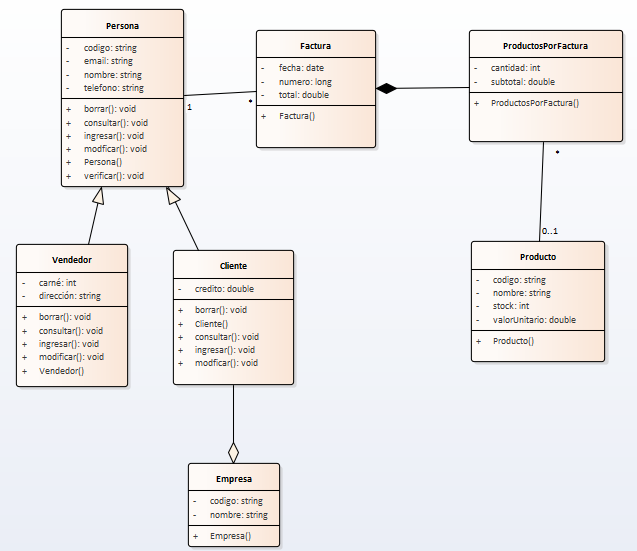 Persona
- codigo: string
- email: string
- nombre: string
- telefono: string
+ borrar(): void
+ consultar(): void
+ ingresar(): void
+ modficar(): void
+ Persona()
+ verificar(): void
1
*
Factura
- fecha: date
- numero: long
- total: double
+ Factura()
ProductosPorFactura
- cantidad: int
- subtotal: double
+ ProductosPorFactura()
*
0..1
Vendedor
- carné: int
- dirección: string
+ borrar(): void
+ consultar(): void
+ ingresar(): void
+ modificar(): void
+ Vendedor()
Cliente
- credito: double
+ borrar(): void
+ Cliente()
+ consultar(): void
+ ingresar(): void
+ modficar(): void
Producto
- codigo: string
- nombre: string
- stock: int
- valorUnitario: double
+ Producto()
Empresa
- codigo: string
- nombre: string
+ Empresa()